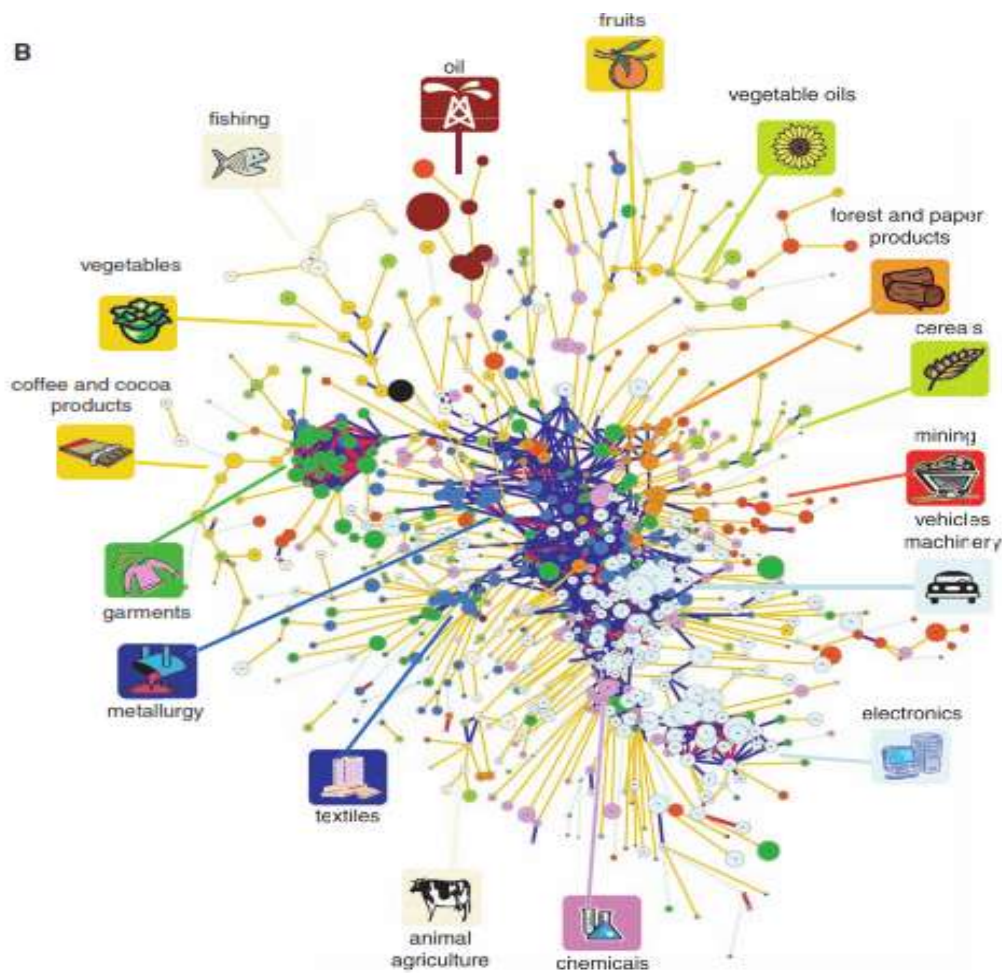 B
fruits
oil
vegetable oils
fishing
forest and paper
products
vegetables
cerea s
coffee and cocoa
products
mining
vehicles
machinery
garments
metallurgy
electronics
textiles
animal
agriculture
chemicals